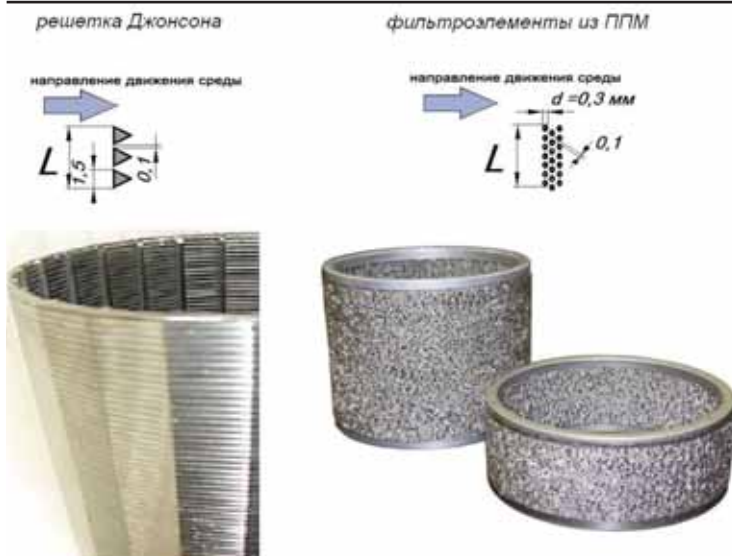 решетка Джонсона
фильтроэлементы из ППМ
направление движения среды
L
1,5
0,1
направление движения среды
d =0,3 мм
L
0,1